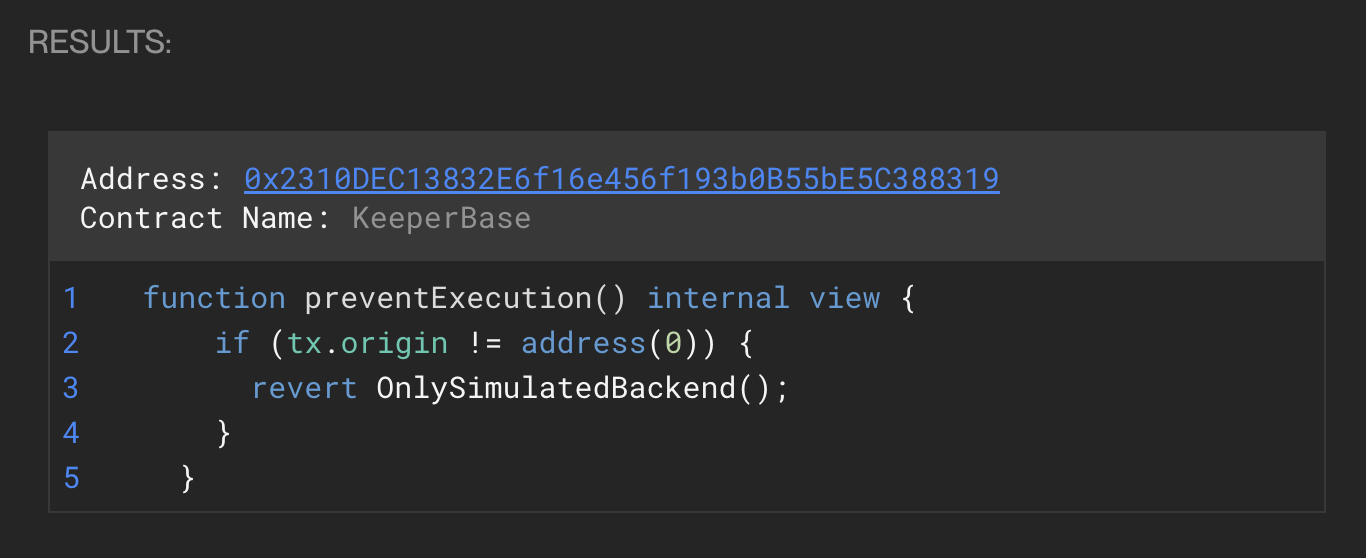 RESULTS:
Address: 0x2310DEC13832E6f16e456f193b0B55bE5C388319
Contract Name: KeeperBase
1 function preventExecution() internal view {
2 if (tx.origin != address(0)) {
3 revert OnlySimulatedBackend();
4 }
5 }